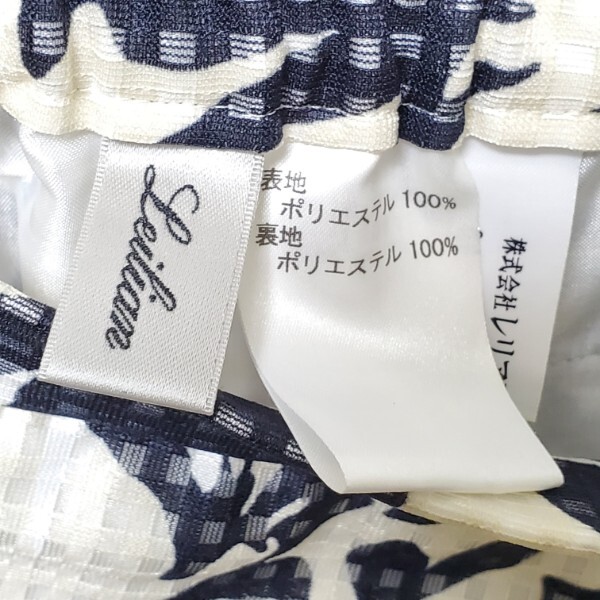 Leilian
表地
ポリエステル 100%
裏地
ポリエステル 100%
株式会社レリア